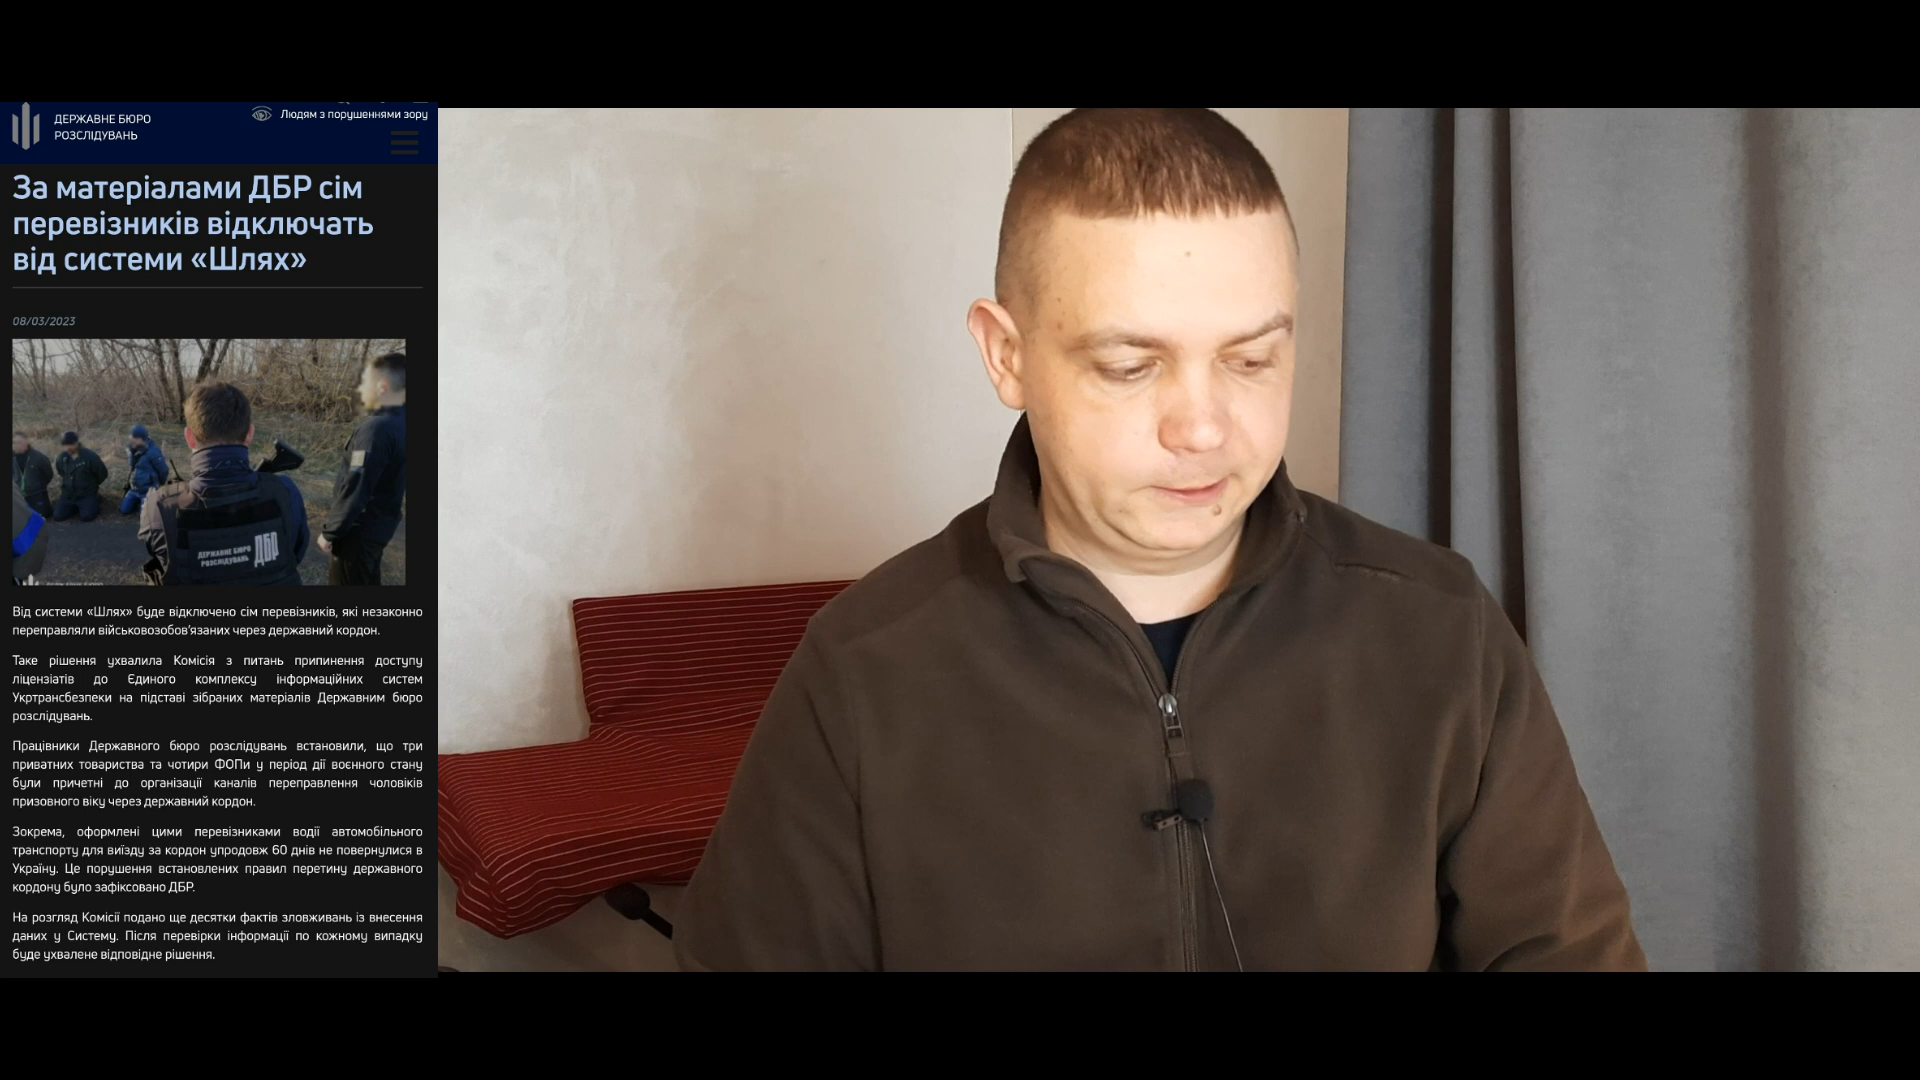 ДЕРЖАВНЕ БЮРО
РОЗСЛІДУВАНЬ
Людям з порушеннями зору
За матеріалами ДБР сім
перевізників відключать
від системи «Шлях»
08/03/2023
ДЕРЖАВНЕ БЮРО
РОЗСЛІДУВАНЬ
ДБР
Від системи «Шлях» буде відключено сім перевізників, які незаконно
переправляли військовозобов'язаних через державний кордон.
Таке рішення ухвалила Комісія з питань припинення доступу
ліцензіатів до Єдиного комплексу інформаційних систем
Укртрансбезпеки на підставі зібраних матеріалів Державним бюро
розслідувань.
Працівники Державного бюро розслідувань встановили, що три
приватних товариства та чотири ФОПи у період дії воєнного стану
були причетні до організації каналів переправлення чоловіків
призовного віку через державний кордон.
Зокрема, оформлені цими перевізниками водії автомобільного
транспорту для виїзду за кордон упродовж 60 днів не повернулися в
Україну. Це порушення встановлених правил перетину державного
кордону було зафіксовано ДБР.
На розгляд Комісії подано ще десятки фактів зловживань із внесення
даних у Систему. Після перевірки інформації по кожному випадку
буде ухвалене відповідне рішення.